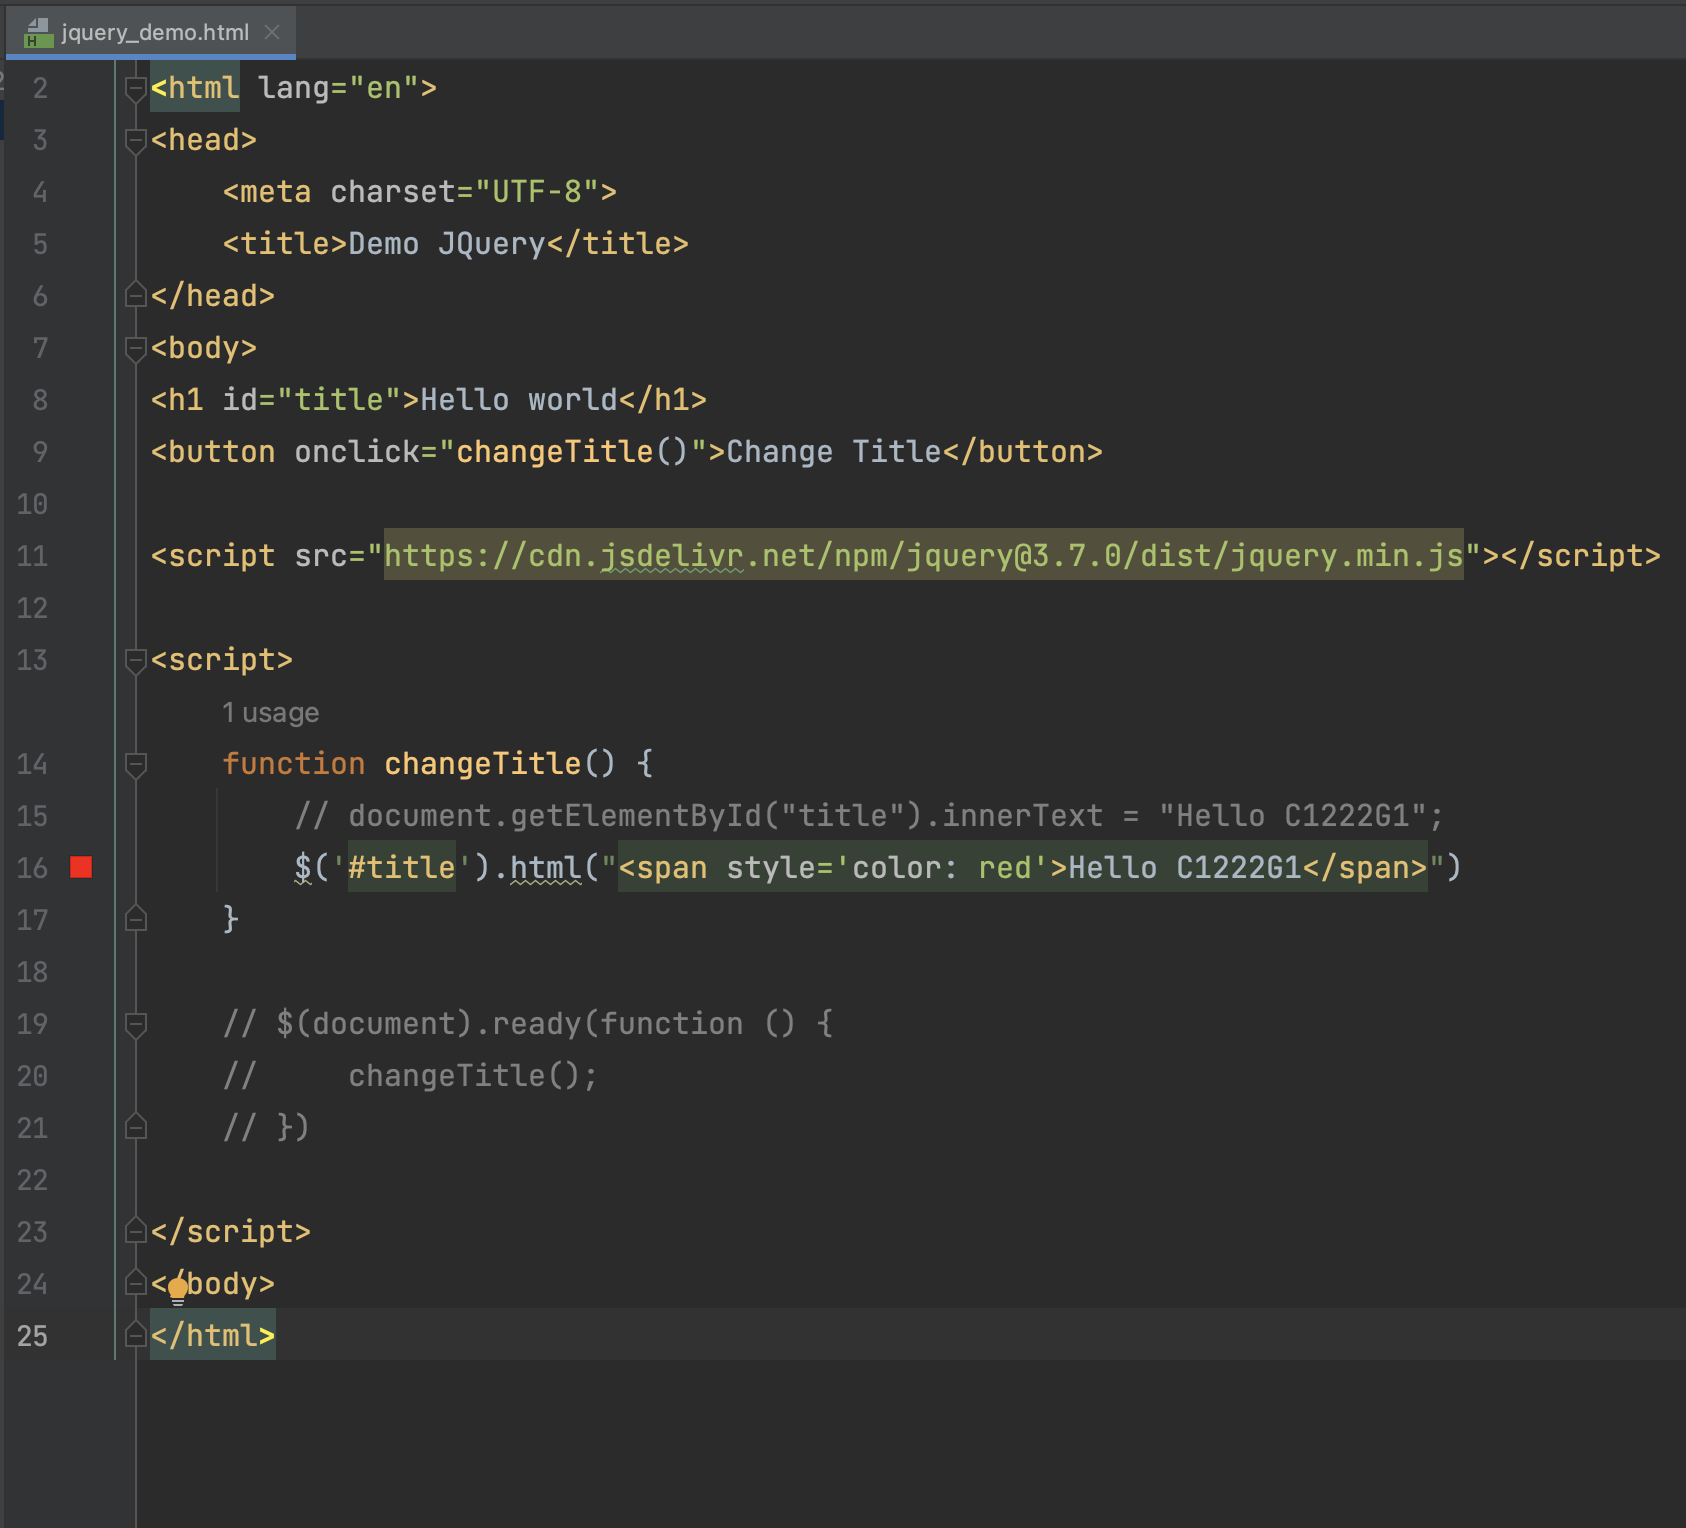 jquery_demo.html
2 <html lang="en">
3 <head>
4     <meta charset="UTF-8">
5     <title>Demo JQuery</title>
6 </head>
7 <body>
8 <h1 id="title">Hello world</h1>
9 <button onclick="changeTitle()">Change Title</button>
10
11 <script src="https://cdn.jsdelivr.net/npm/jquery@3.7.0/dist/jquery.min.js"></script>
12
13 <script>
1 usage
14     function changeTitle() {
15         // document.getElementById("title").innerText = "Hello C1222G1";
16         $('#title').html("<span style='color: red'>Hello C1222G1</span>")
17     }
18
19     // $(document).ready(function () {
20     //     changeTitle();
21     // })
22
23 </script>
24 </body>
25 </html>